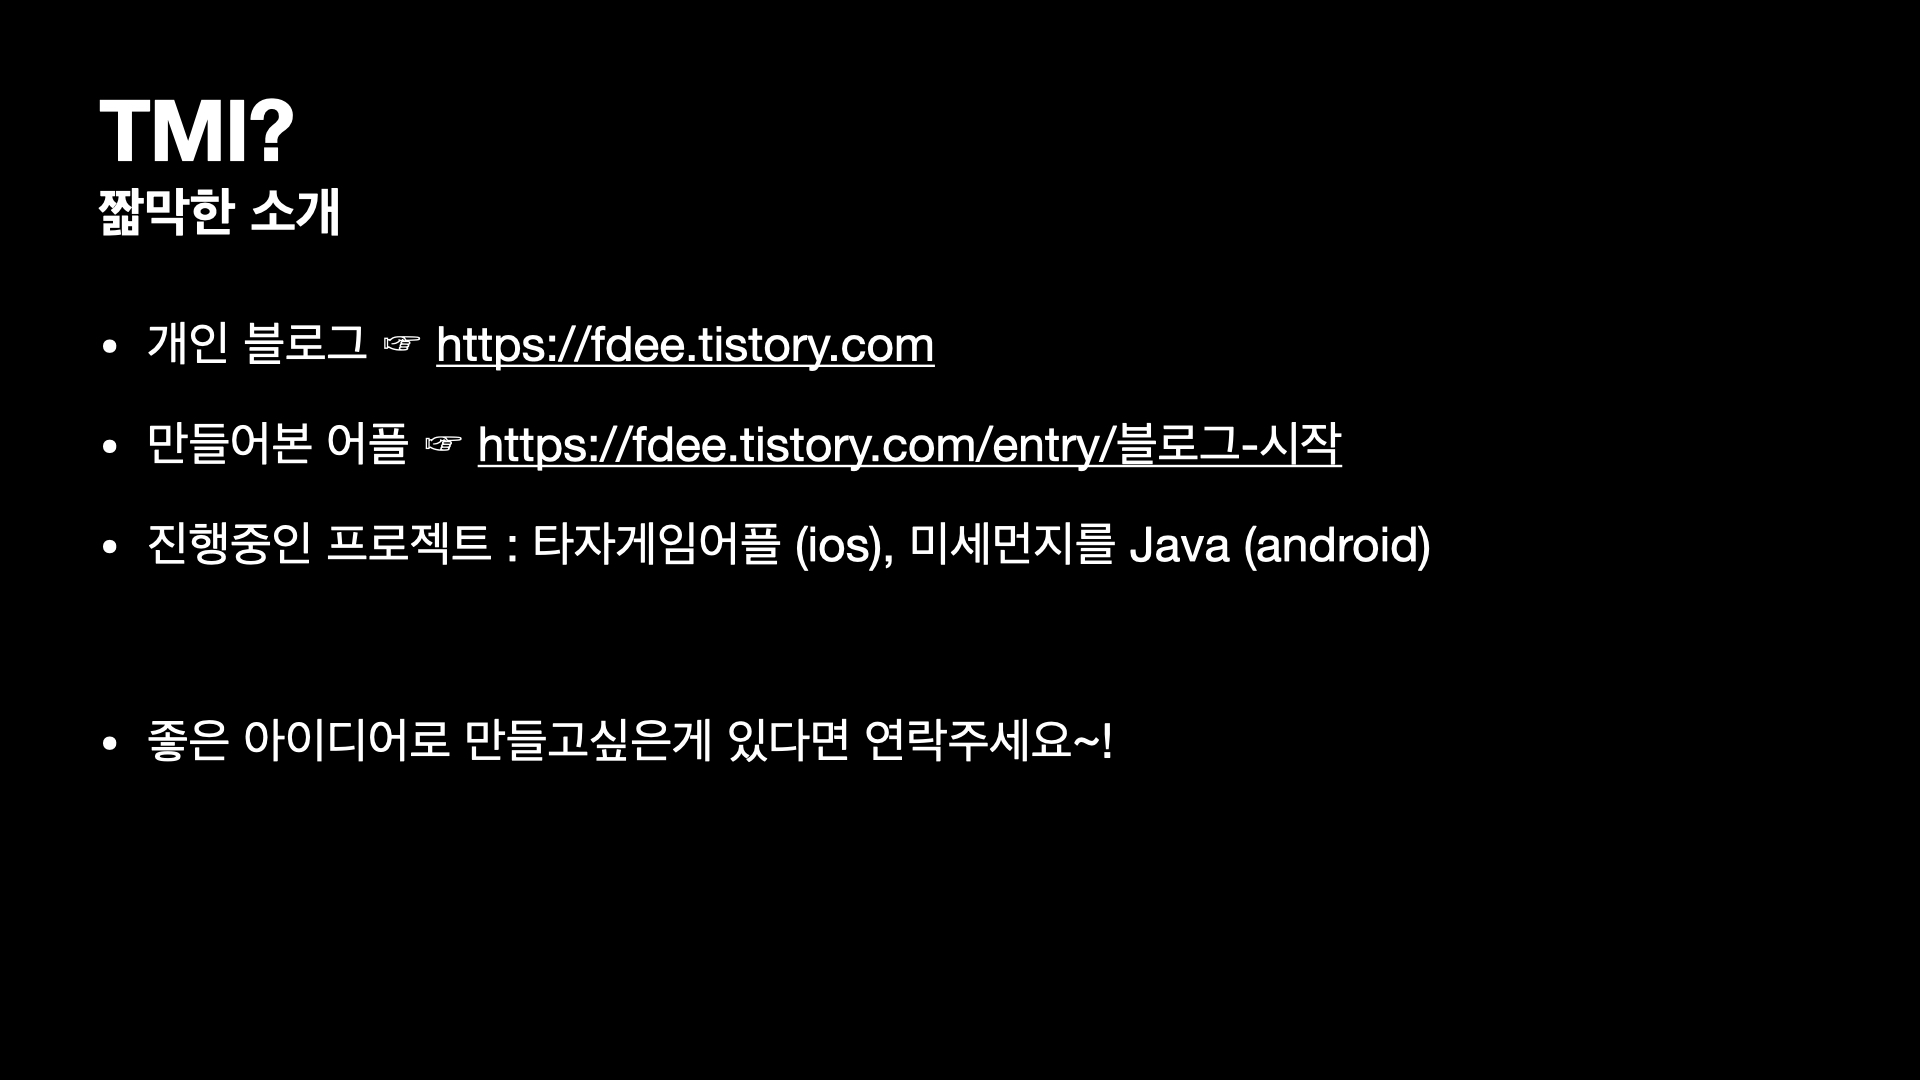 TMI?
짧막한 소개
• 개인 블로그 ☞ https://fdee.tistory.com
• 만들어본 어플 ☞ https://fdee.tistory.com/entry/블로그-시작
• 진행중인 프로젝트 : 타자게임어플 (ios), 미세먼지를 Java (android)
• 좋은 아이디어로 만들고싶은게 있다면 연락주세요~!